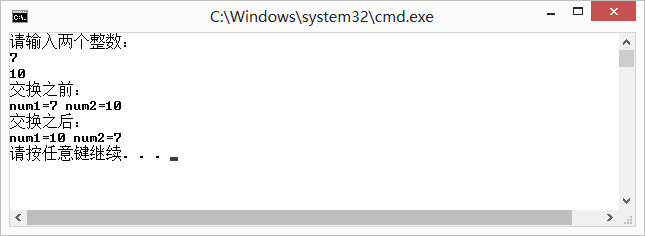 C:\Windows\system32\cmd.exe
请输入两个整数：
7
10
交换之前：
num1=7 num2=10
交换之后：
num1=10 num2=7
请按任意键继续. . .